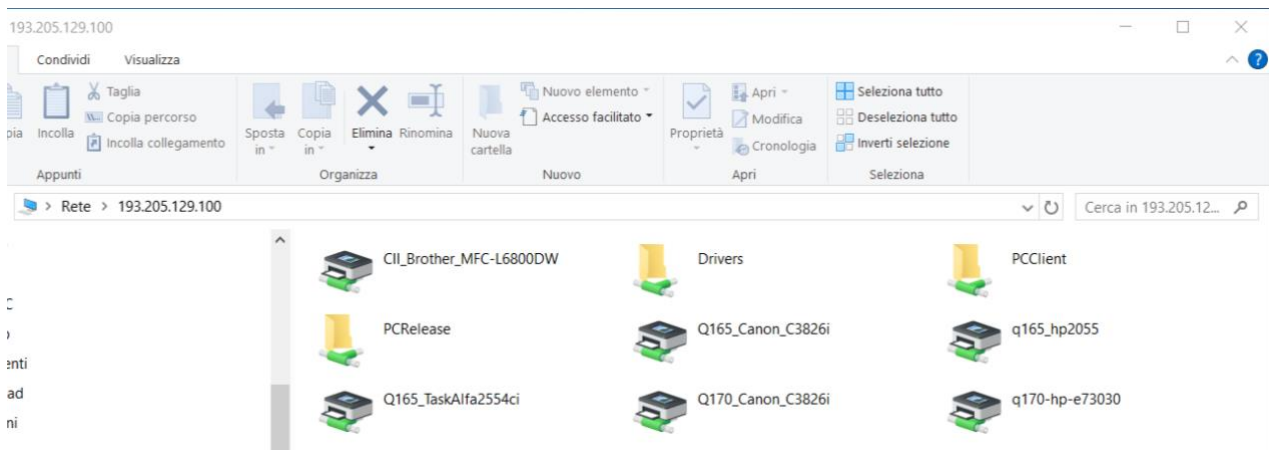 193.205.129.100
Condividi Visualizza
Taglia
Copia percorso
Incolla collegamento
Incolla
Sposta in
Copia in
Elimina
Rinomina
Nuova cartella
Nuovo elemento
Accesso facilitato
Proprietà
Apri
Modifica
Cronologia
Seleziona tutto
Deseleziona tutto
Inverti selezione
Appunti Organizza Nuovo Apri Seleziona
Rete > 193.205.129.100
Cerca in 193.205.12...
CII_Brother_MFC-L6800DW Drivers PCClient
PCRelease Q165_Canon_C3826i q165_hp2055
Q165_TaskAlfa2554ci Q170_Canon_C3826i q170-hp-e73030